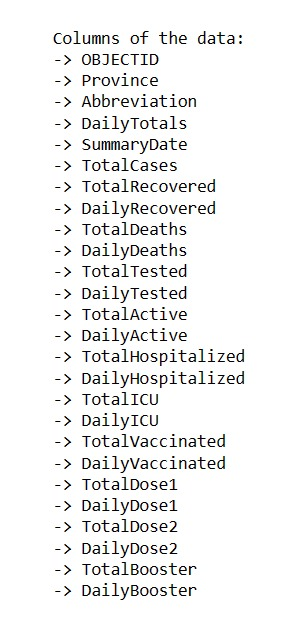 Columns of the data:
-> OBJECTID
-> Province
-> Abbreviation
-> DailyTotals
-> SummaryDate
-> TotalCases
-> TotalRecovered
-> DailyRecovered
-> TotalDeaths
-> DailyDeaths
-> TotalTested
-> DailyTested
-> TotalActive
-> DailyActive
-> TotalHospitalized
-> DailyHospitalized
-> TotalICU
-> DailyICU
-> TotalVaccinated
-> DailyVaccinated
-> TotalDose1
-> DailyDose1
-> TotalDose2
-> DailyDose2
-> TotalBooster
-> DailyBooster